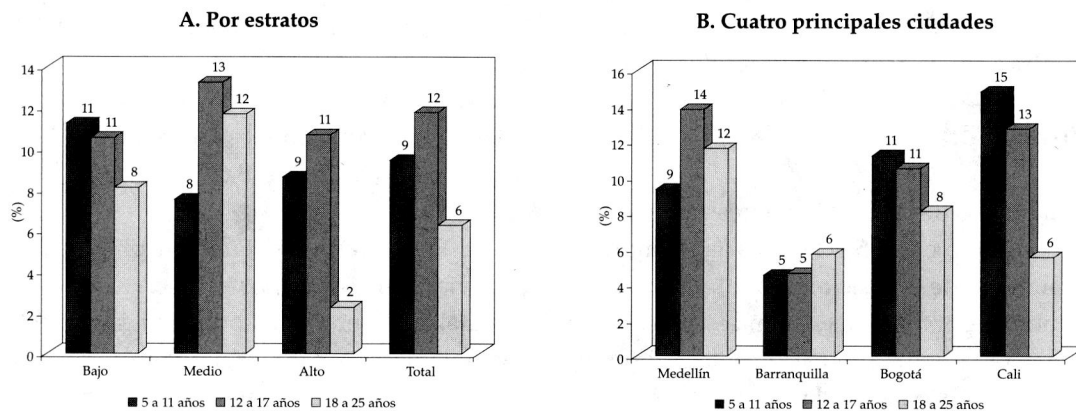 A. Por estratos
14
12
10
8
6
4
2
0
(%)
11
11
8
8
13
12
9
11
2
9
12
6
Bajo
Medio
Alto
Total
5 a 11 años
12 a 17 años
18 a 25 años
B. Cuatro principales ciudades
16
14
12
10
8
6
4
2
0
(%)
9
14
12
5
5
6
11
11
8
15
13
6
Medellín
Barranquilla
Bogotá
Cali
5 a 11 años
12 a 17 años
18 a 25 años